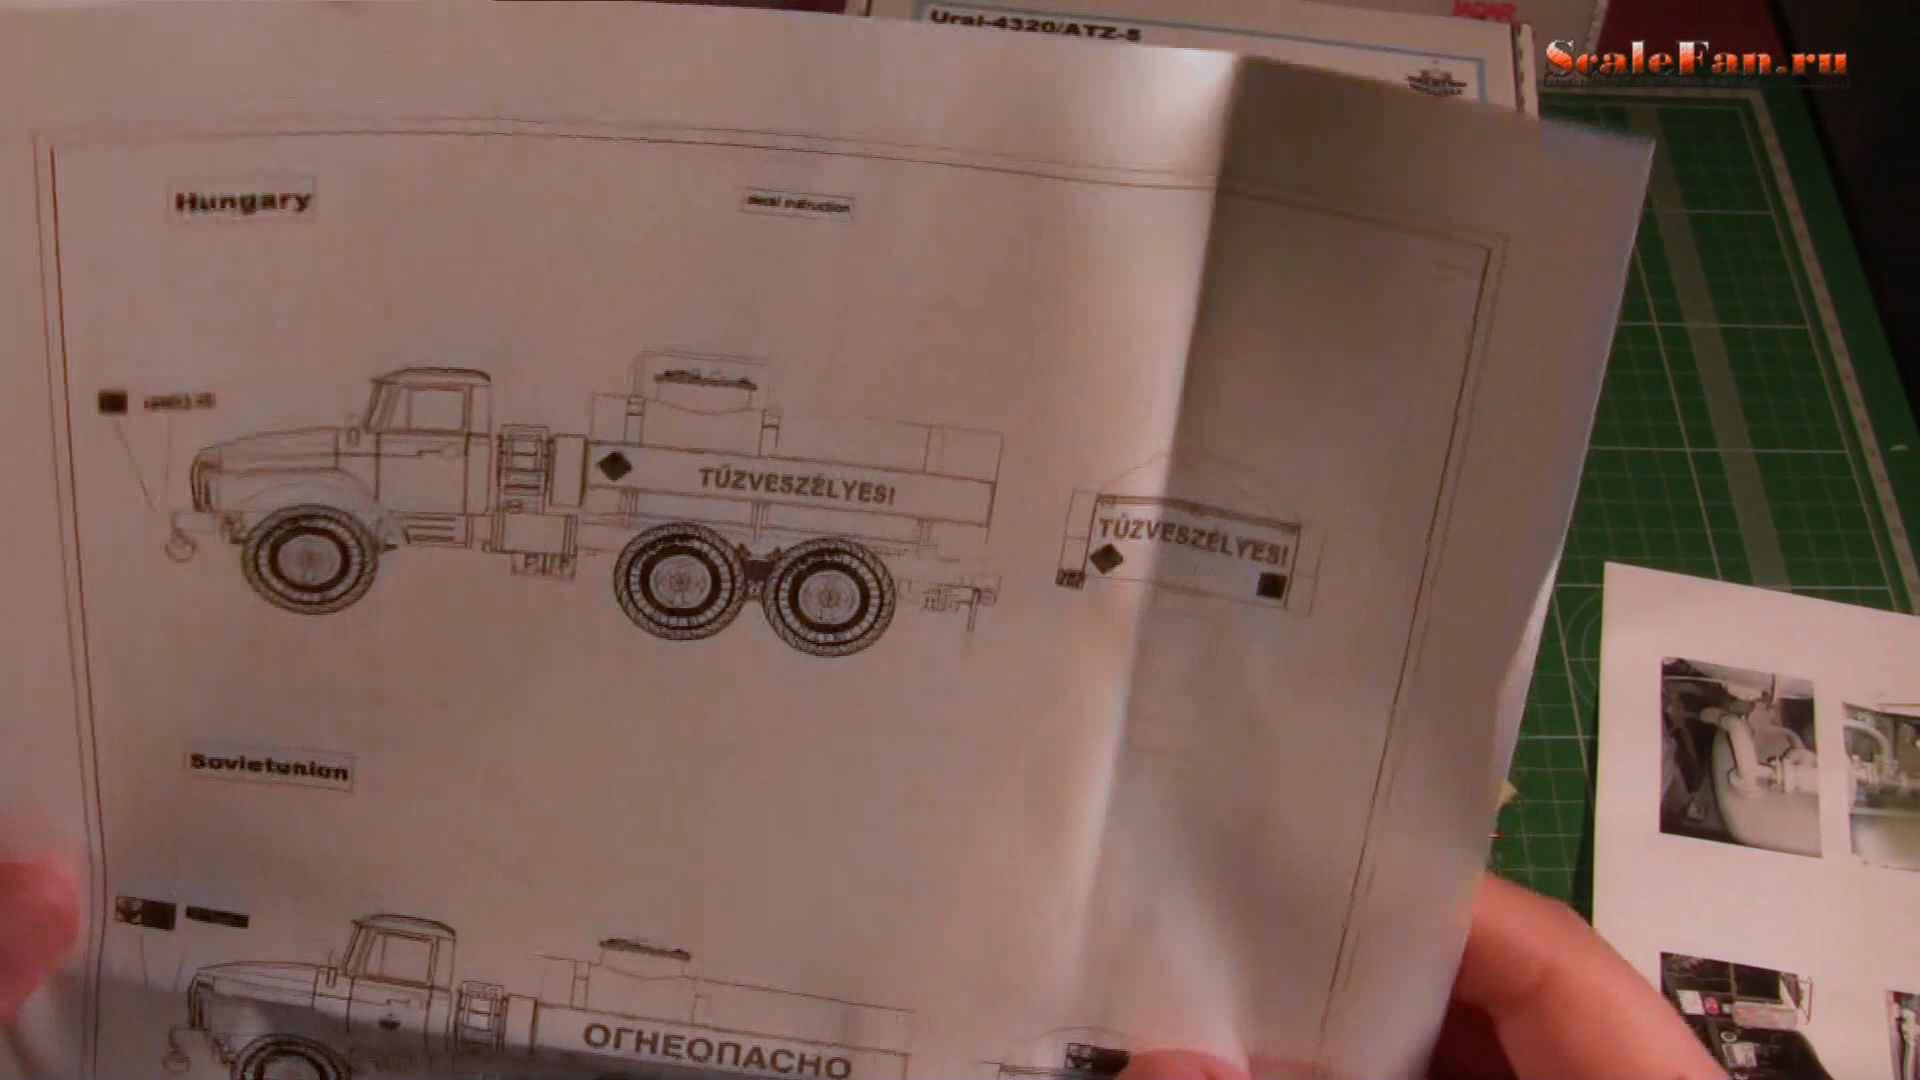 Ural-4320/ATZ-5
ScaleFan.ru
Hungary
decal instruction
TŰZVESZÉLYES!
TŰZVESZÉLYES!
Sovietunion
ОГНЕОПАСНО